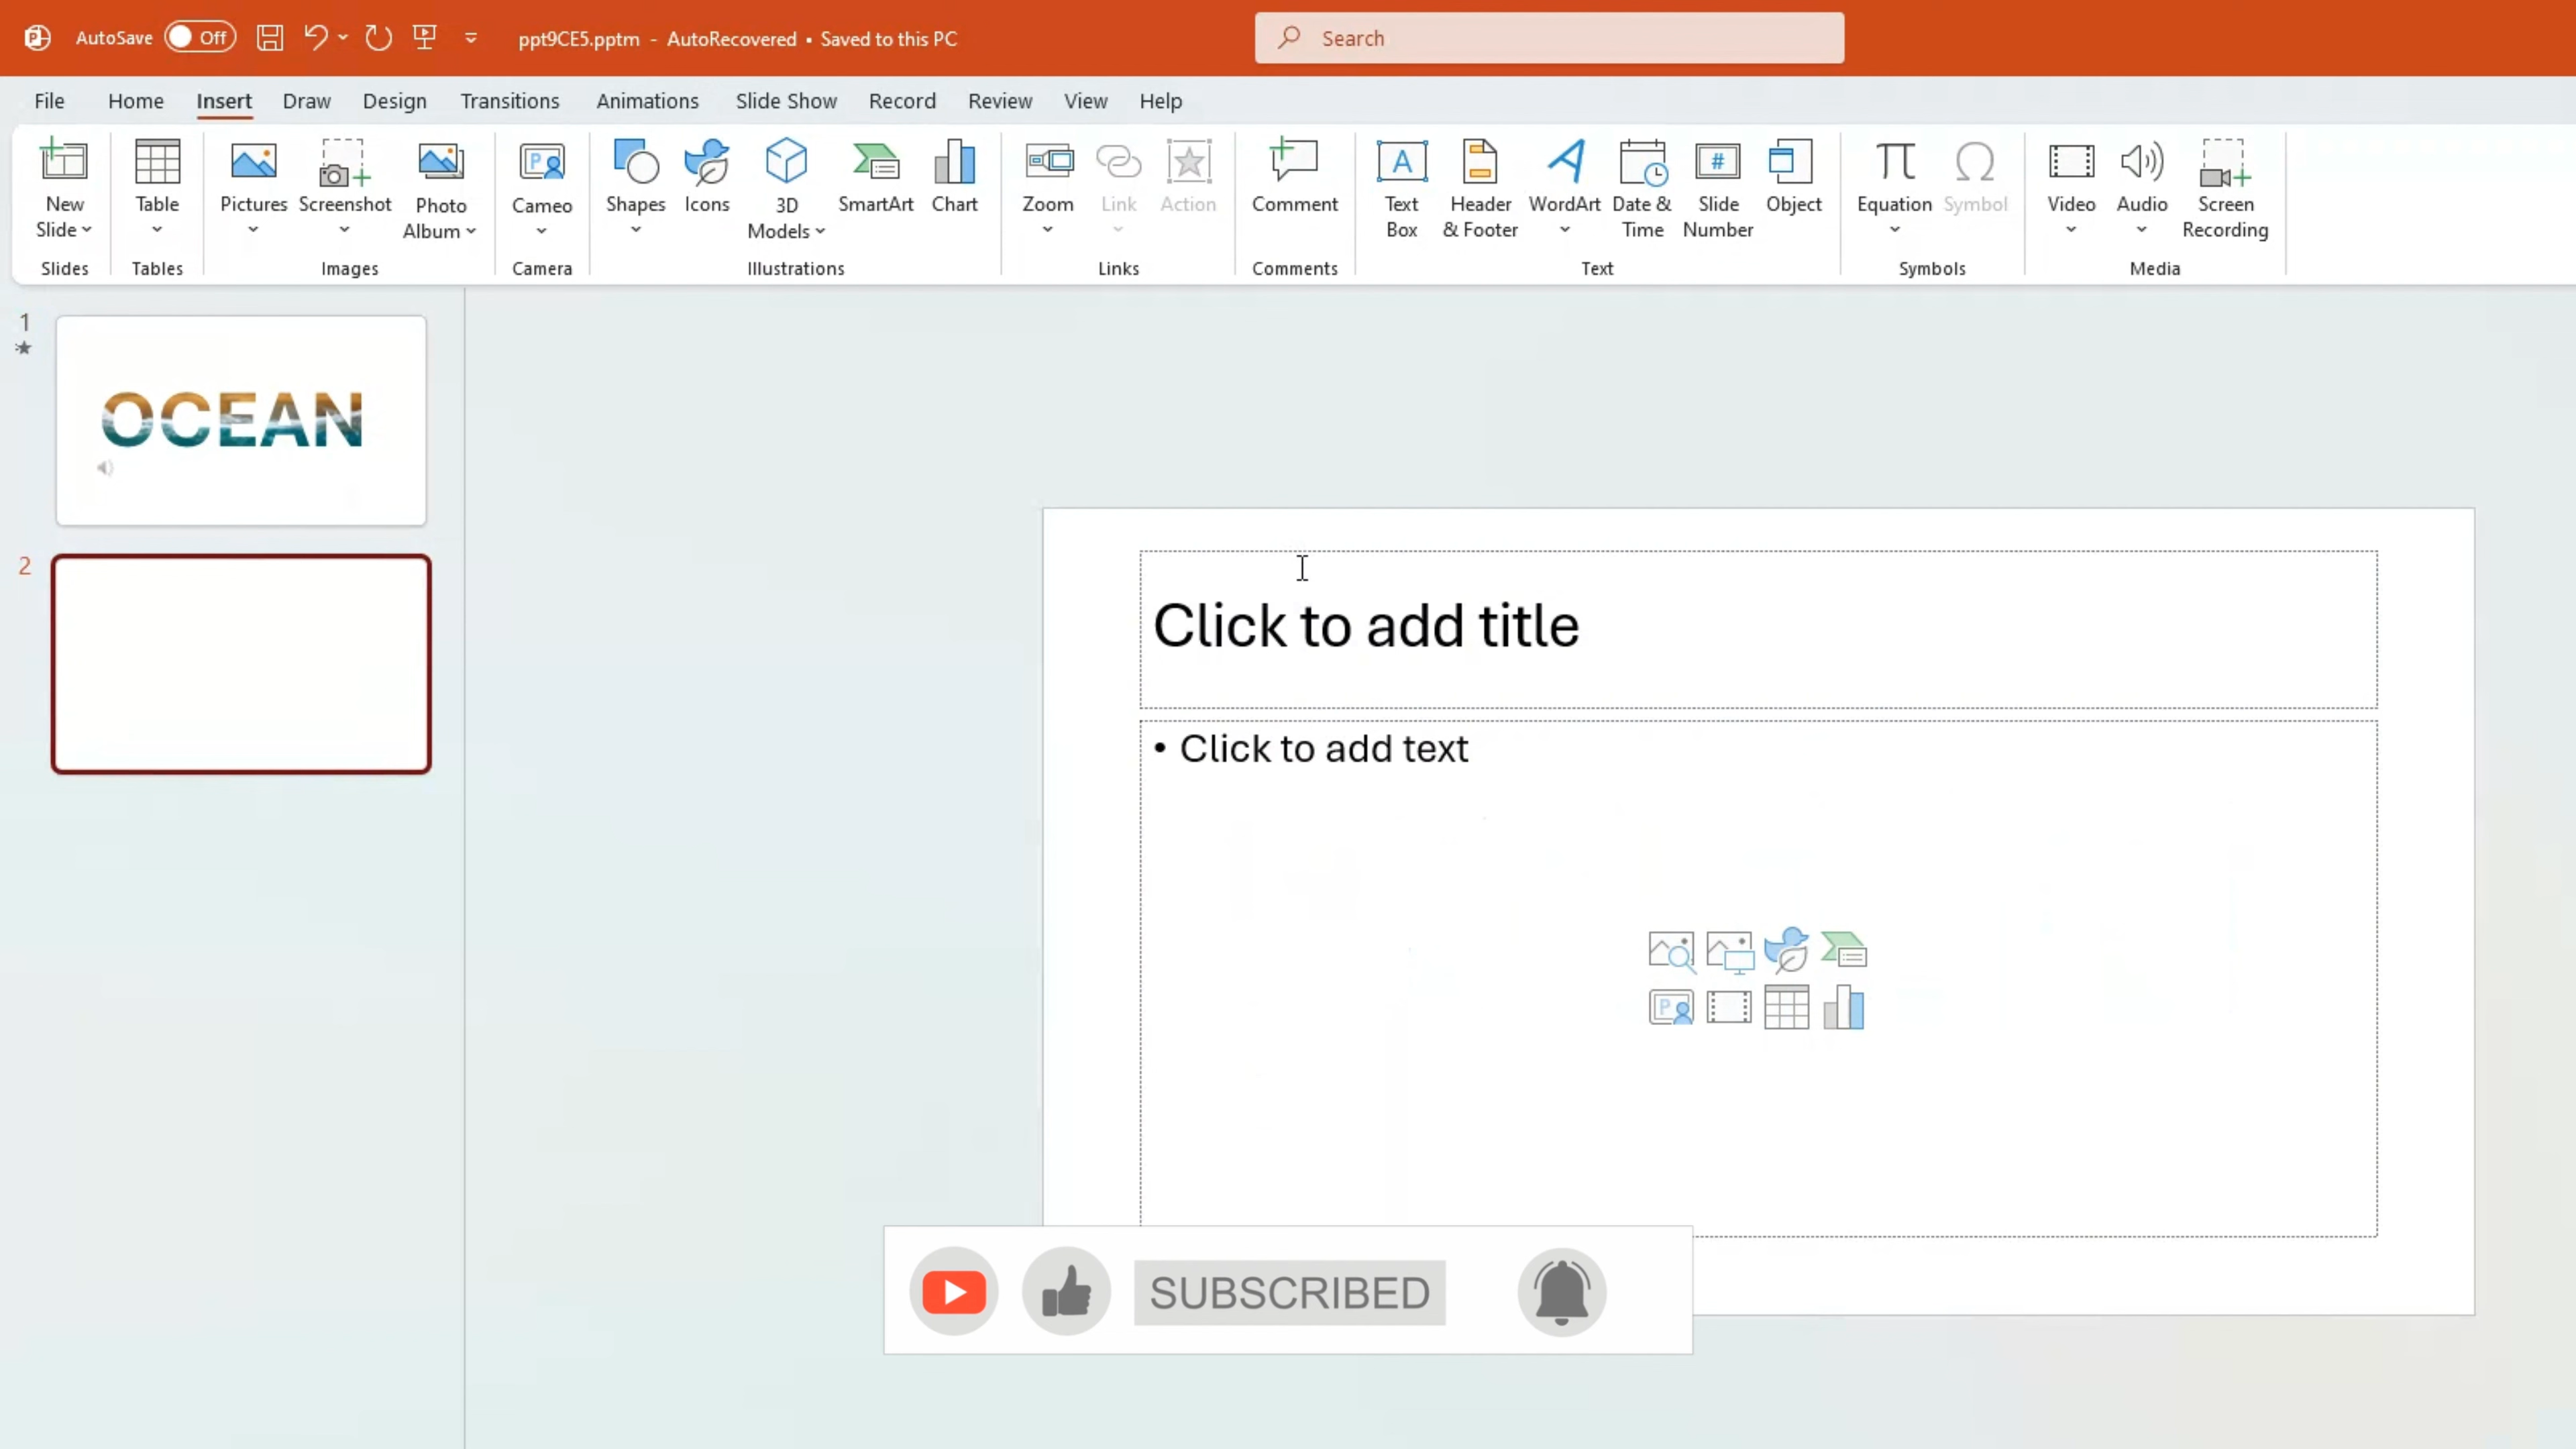 AutoSave Off ppt9CE5.pptm - AutoRecovered • Saved to this PC Search
File Home Insert Draw Design Transitions Animations Slide Show Record Review View Help
New Slide
Table
Pictures
Screenshot
Photo Album
Cameo
Shapes
Icons
3D Models
SmartArt
Chart
Zoom
Link
Action
Comment
Text Box
Header & Footer
WordArt
Date & Time
Slide Number
Object
Equation
Symbol
Video
Audio
Screen Recording
Slides Tables Images Camera Illustrations Links Comments Text Symbols Media
1
OCEAN
2
Click to add title
• Click to add text
SUBSCRIBED